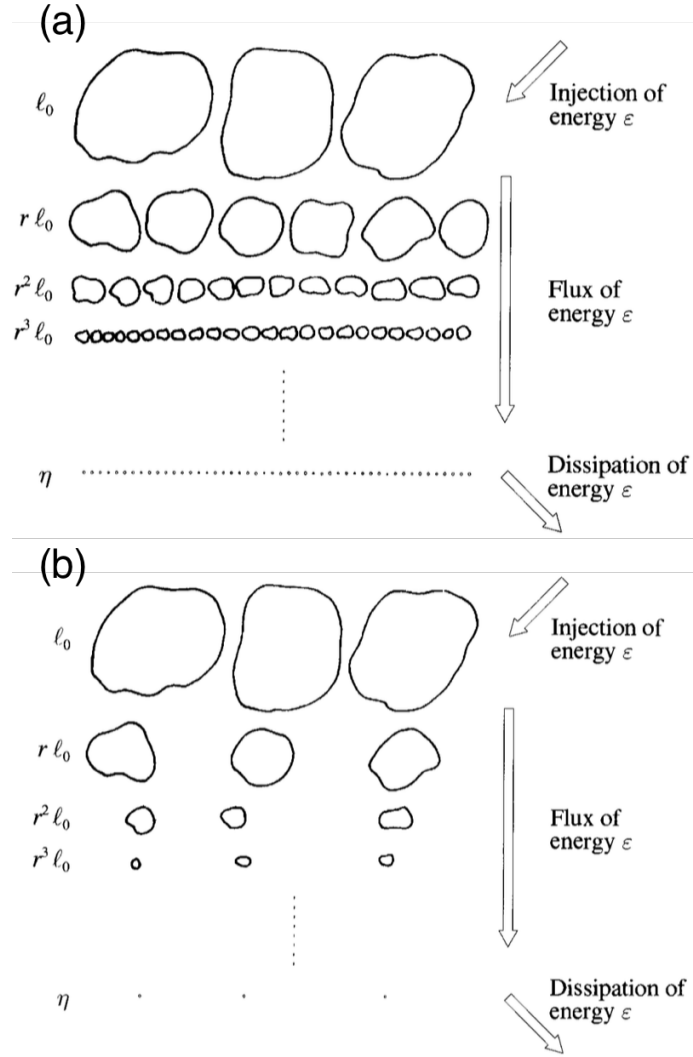 (a)
ℓ₀
Injection of
energy ε
r ℓ₀
r² ℓ₀
Flux of
energy ε
r³ ℓ₀
η
Dissipation of
energy ε
(b)
ℓ₀
Injection of
energy ε
r ℓ₀
r² ℓ₀
Flux of
energy ε
r³ ℓ₀
η
Dissipation of
energy ε